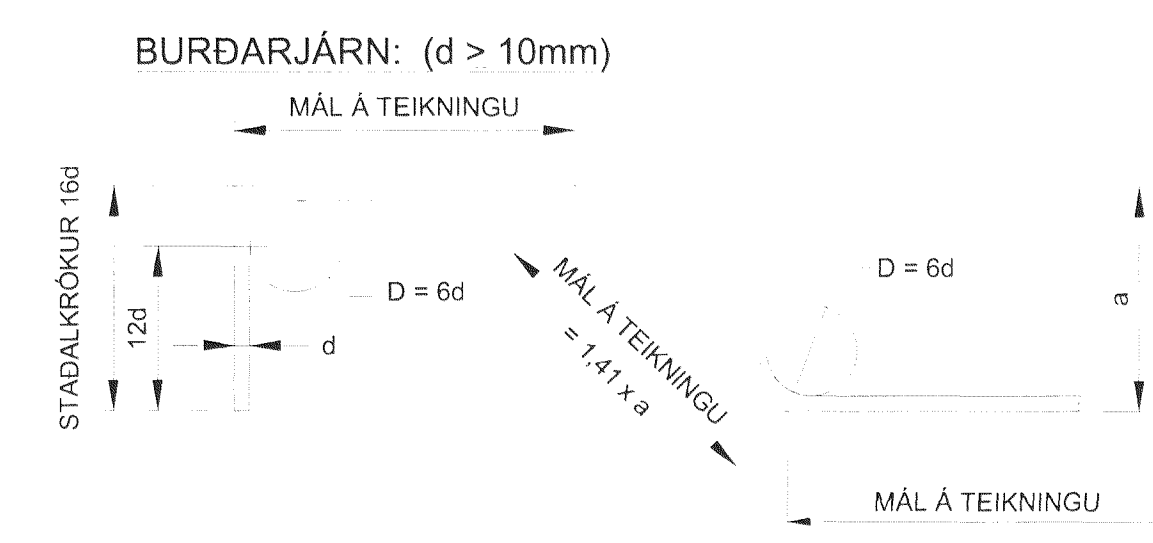 BURÐARJÁRN: (d > 10mm)
MÁL Á TEIKNINGU
STAÐALKRÓKUR 16d
12d
d
D = 6d
MÁL Á TEIKNINGU
= 1,41 x a
D = 6d
a
MÁL Á TEIKNINGU